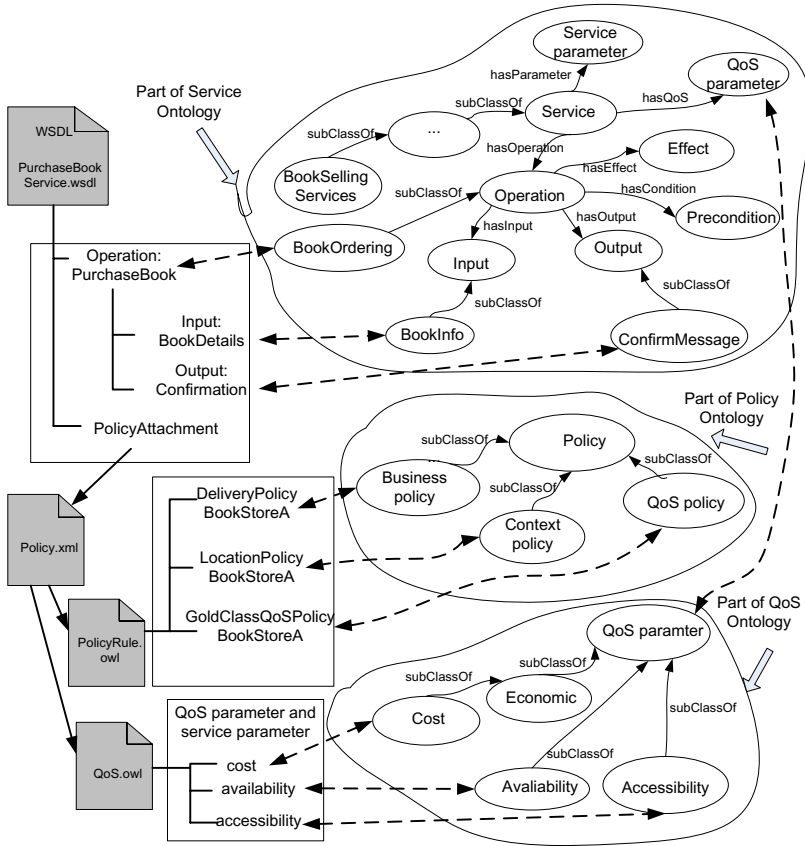 Service
parameter
QoS
parameter
hasParameter
Part of Service
Ontology
subClassOf
Service
hasQoS
WSDL
PurchaseBook
Service.wsdl
subClassOf
...
hasOperation
Effect
hasEffect
BookSelling
Services
subClassOf
Operation
hasCondition
Precondition
hasOutput
hasInput
BookOrdering
Output
Input
Operation:
PurchaseBook
subClassOf
subClassOf
Input:
BookDetails
BookInfo
ConfirmMessage
Output:
Confirmation
PolicyAttachment
Part of Policy
Ontology
subClassOf
...
Policy
subClassOf
Business
policy
subClassOf
QoS policy
Context
policy
DeliveryPolicy
BookStoreA
Policy.xml
LocationPolicy
BookStoreA
GoldClassQoSPolicy
BookStoreA
PolicyRule.
owl
Part of QoS
Ontology
QoS paramter
subClassOf
subClassOf
Economic
Cost
subClassOf
QoS parameter and
service parameter
subClassOf
QoS.owl
cost
availability
accessibility
Avaliability
Accessibility